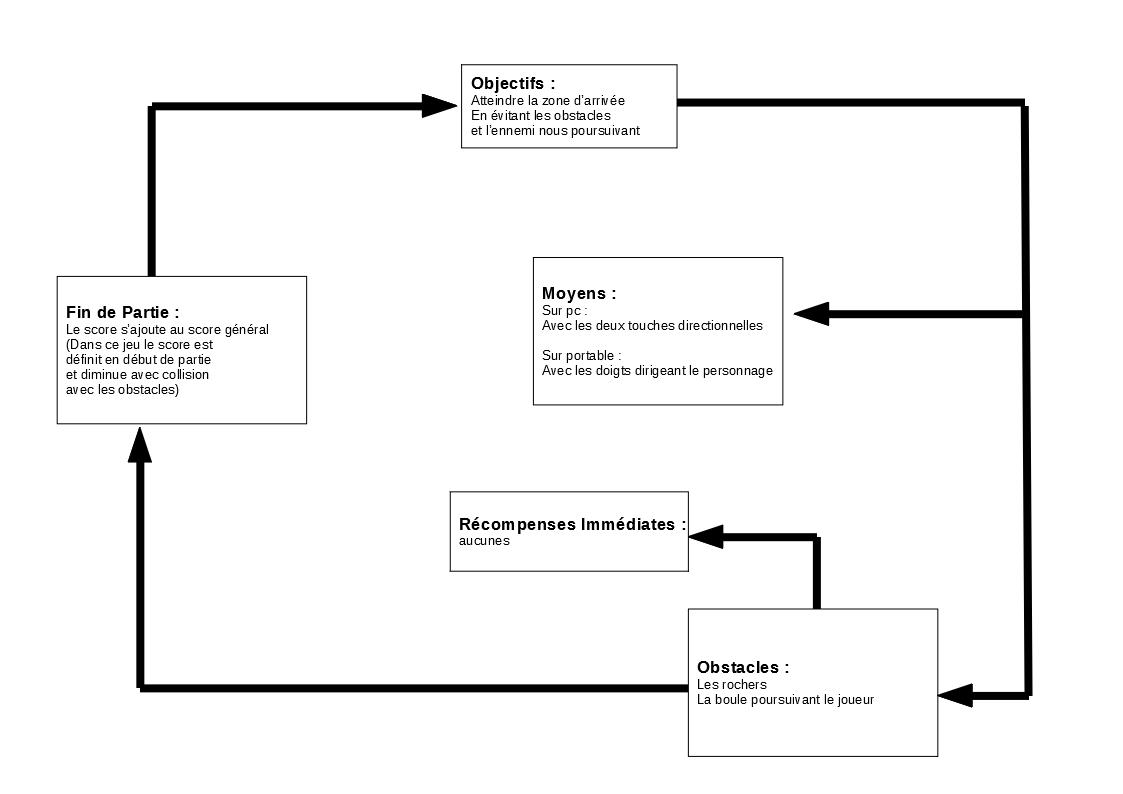 Objectifs :
Atteindre la zone d'arrivée
En évitant les obstacles
et l'ennemi nous poursuivant
Fin de Partie :
Le score s'ajoute au score général
(Dans ce jeu le score est
définit en début de partie
et diminue avec collision
avec les obstacles)
Moyens :
Sur pc :
Avec les deux touches directionnelles
Sur portable :
Avec les doigts dirigeant le personnage
Récompenses Immédiates :
aucunes
Obstacles :
Les rochers
La boule poursuivant le joueur